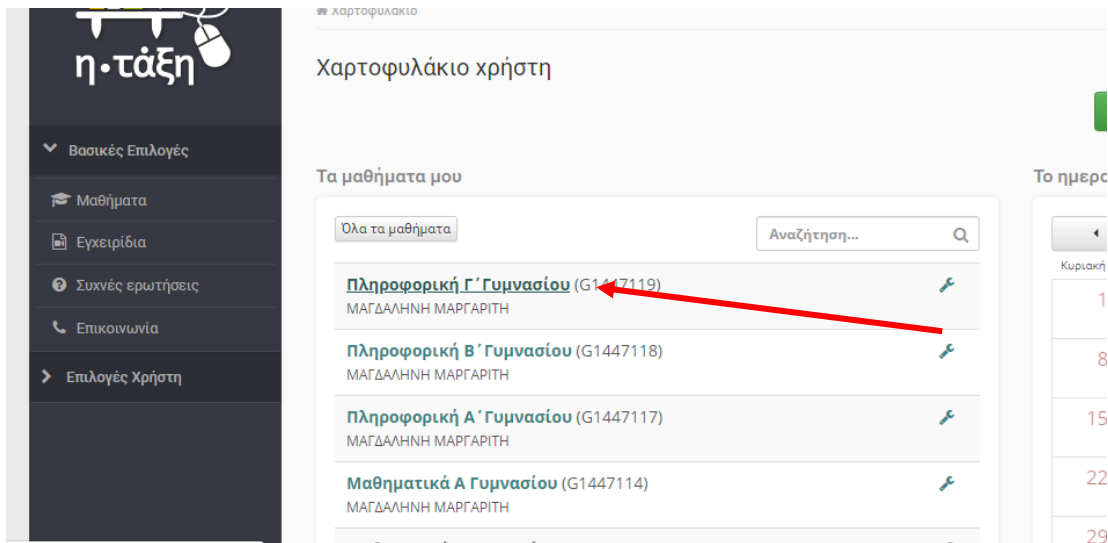 Χαρτοφυλάκιο
η•τάξη
Χαρτοφυλάκιο χρήστη
Βασικές Επιλογές
Μαθήματα
Εγχειρίδια
Συχνές ερωτήσεις
Επικοινωνία
Επιλογές Χρήστη
Τα μαθήματα μου
Όλα τα μαθήματα
Αναζήτηση...
Πληροφορική Γ΄Γυμνασίου (G1447119)
ΜΑΓΔΑΛΗΝΗ ΜΑΡΓΑΡΙΤΗ
Πληροφορική Β΄Γυμνασίου (G1447118)
ΜΑΓΔΑΛΗΝΗ ΜΑΡΓΑΡΙΤΗ
Πληροφορική Α΄Γυμνασίου (G1447117)
ΜΑΓΔΑΛΗΝΗ ΜΑΡΓΑΡΙΤΗ
Μαθηματικά Α Γυμνασίου (G1447114)
ΜΑΓΔΑΛΗΝΗ ΜΑΡΓΑΡΙΤΗ
Το ημερο
Κυριακή
1
8
15
22
29